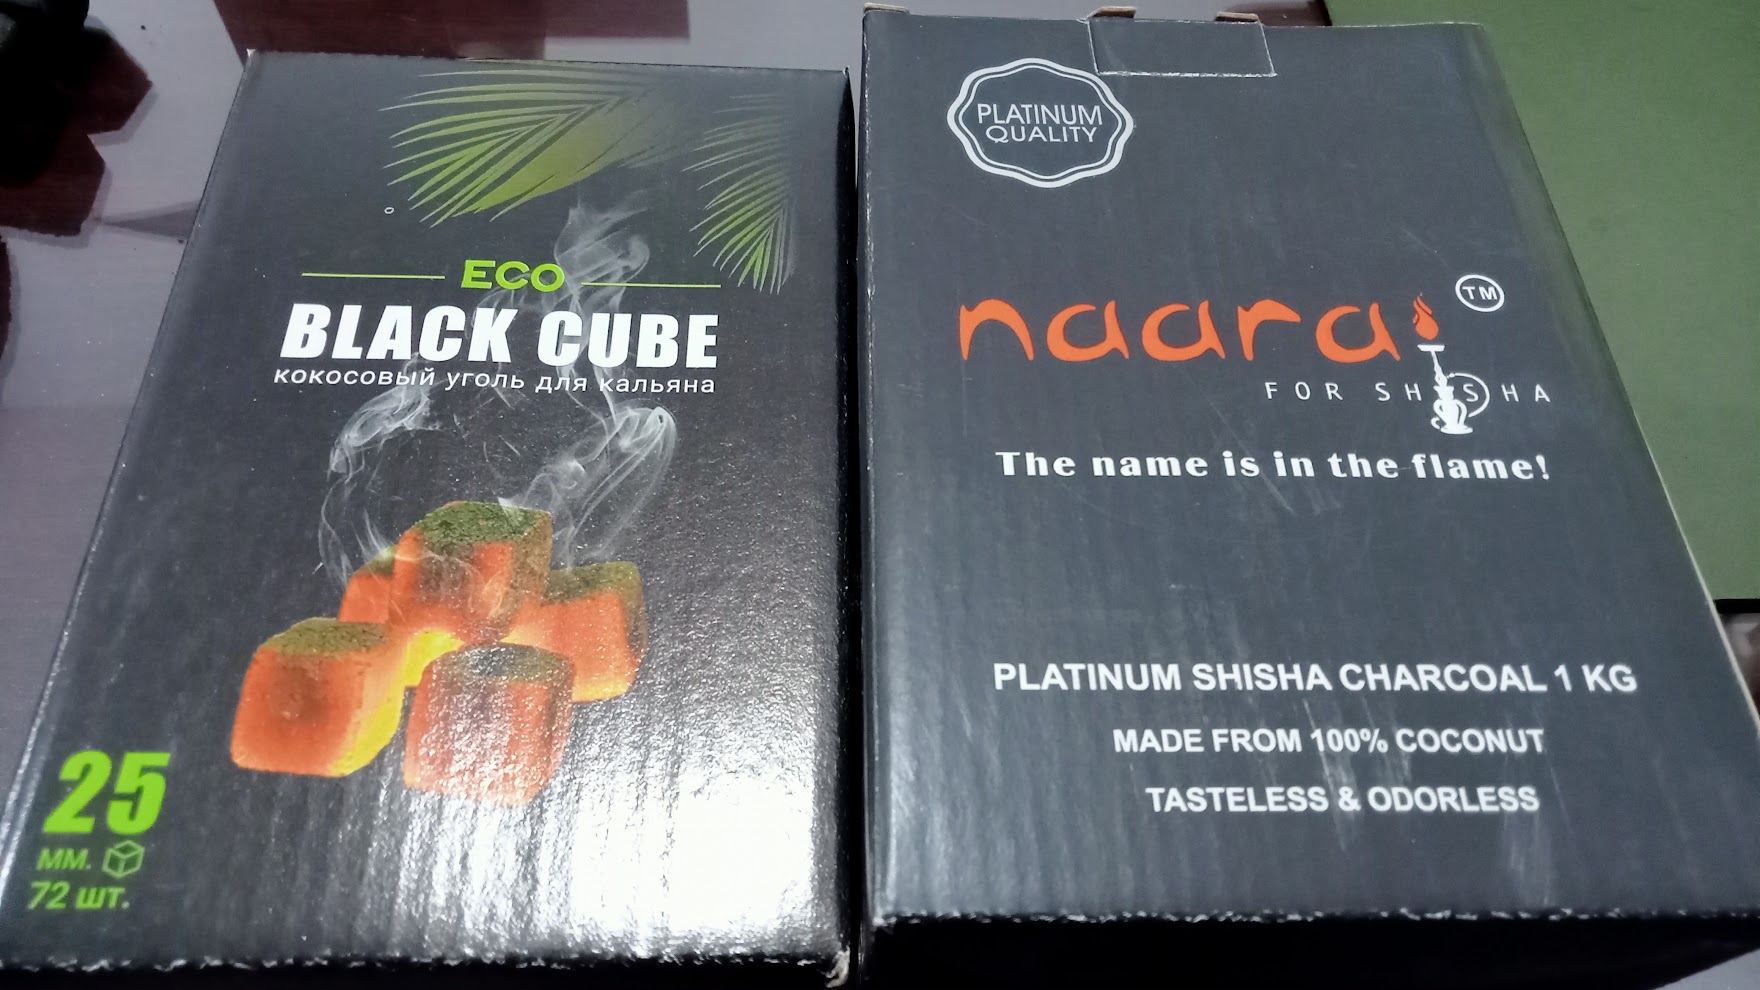 ECO
BLACK CUBE
кокосовый уголь для кальяна
25
мм.
72 шт.
PLATINUM
QUALITY
naara
TM
FOR SHISHA
The name is in the flame!
PLATINUM SHISHA CHARCOAL 1 KG
MADE FROM 100% COCONUT
TASTELESS & ODORLESS